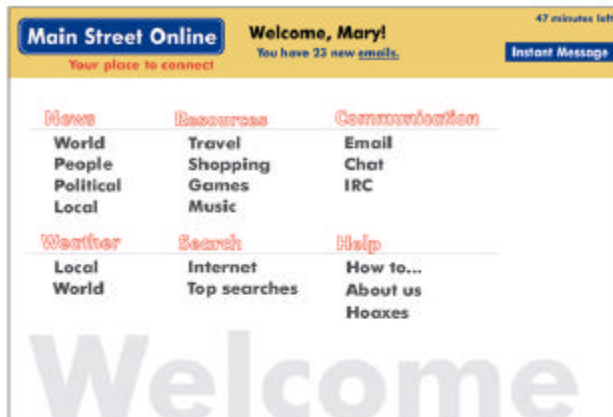 Main Street Online
Your place to connect
Welcome, Mary!
You have 23 new emails.
47 minutes left
Instant Message
News
World
People
Political
Local
Resources
Travel
Shopping
Games
Music
Communication
Email
Chat
IRC
Weather
Local
World
Search
Internet
Top searches
Help
How to...
About us
Hoaxes
Welcome